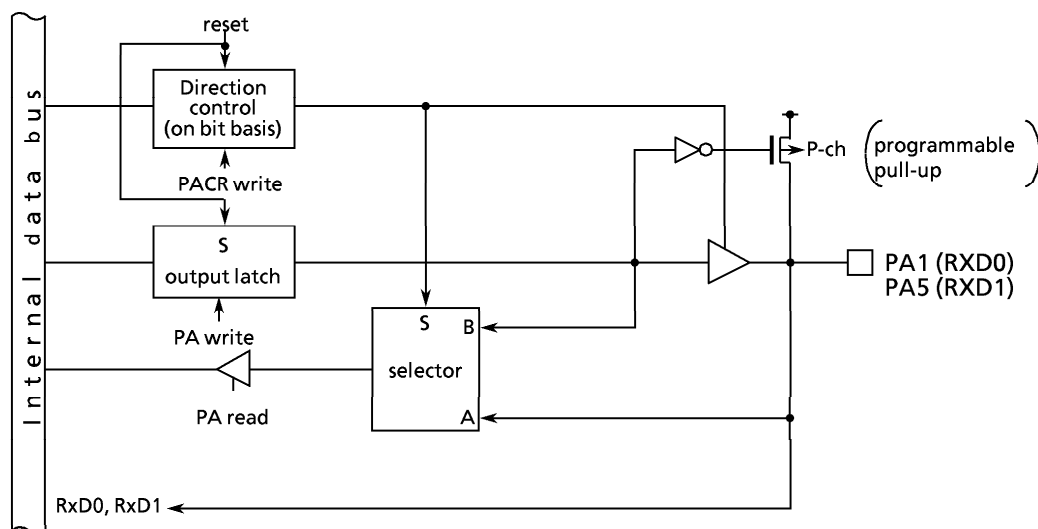 Internal data bus
reset
Direction
control
(on bit basis)
PACR write
P-ch
programmable
pull-up
S
output latch
PA1 (RXD0)
PA5 (RXD1)
PA write
S
B
selector
A
PA read
RxD0, RxD1